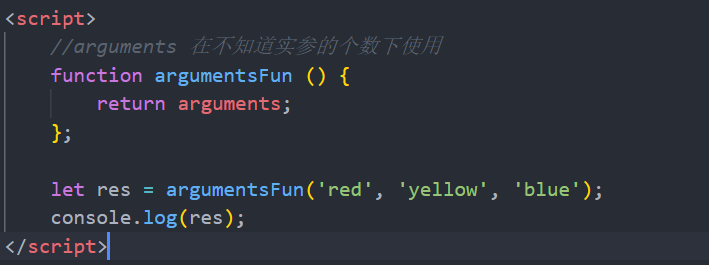 <script>
//arguments 在不知道实参的个数下使用
function argumentsFun () {
return arguments;
};
let res = argumentsFun('red', 'yellow', 'blue');
console.log(res);
</script>